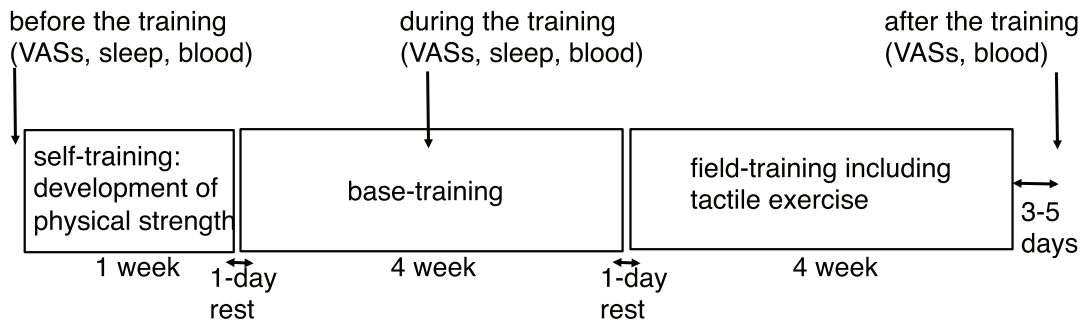 before the training
(VASs, sleep, blood)
during the training
(VASs, sleep, blood)
after the training
(VASs, blood)
self-training:
development of
physical strength
base-training
field-training including
tactile exercise
3-5
days
1 week
1-day
rest
4 week
1-day
rest
4 week